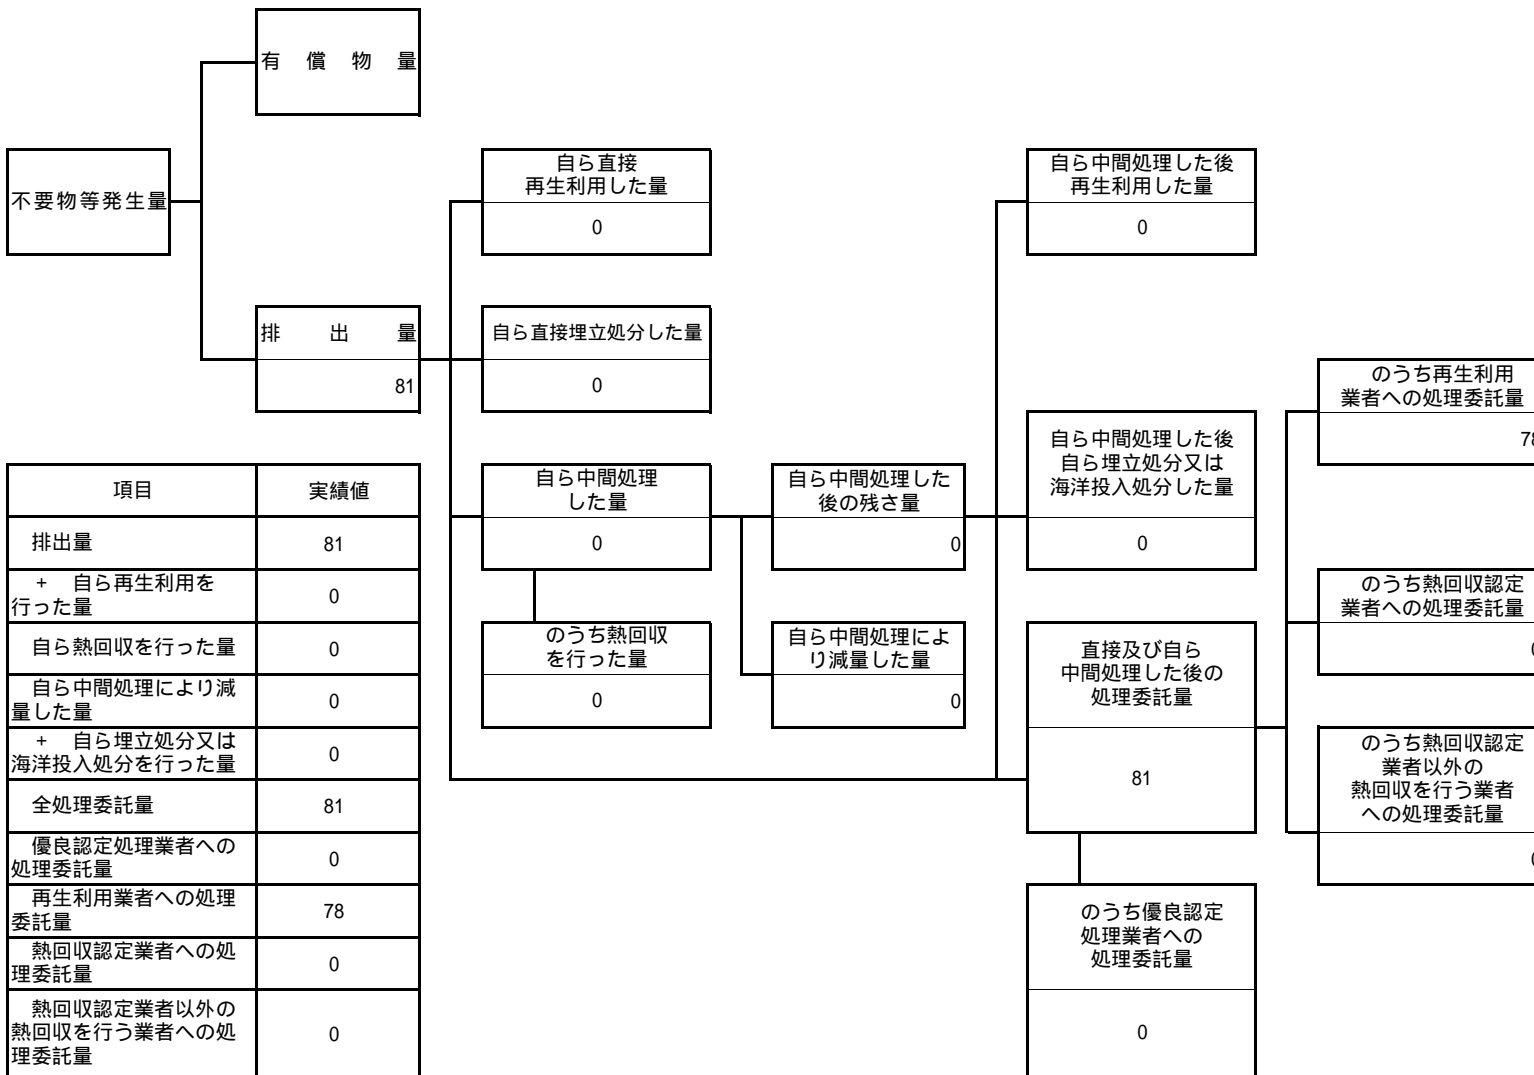 有 償 物 量
不要物等発生量
自ら直接
再生利用した量
0
自ら中間処理した後
再生利用した量
0
排 出 量
81
自ら直接埋立処分した量
0
のうち再生利用
業者への処理委託量
78
自ら中間処理
した量
0
自ら中間処理した
後の残さ量
0
自ら中間処理した後
自ら埋立処分又は
海洋投入処分した量
0
のうち熱回収認定
業者への処理委託量
0
のうち熱回収
を行った量
0
自ら中間処理によ
り減量した量
0
直接及び自ら
中間処理した後の
処理委託量
81
のうち熱回収認定
業者以外の
熱回収を行う業者
への処理委託量
0
のうち優良認定
処理業者への
処理委託量
0
項目 実績値
排出量 81
+ 自ら再生利用を
行った量 0
自ら熱回収を行った量 0
自ら中間処理により減
量した量 0
+ 自ら埋立処分又は
海洋投入処分を行った量 0
全処理委託量 81
優良認定処理業者への
処理委託量 0
再生利用業者への処理
委託量 78
熱回収認定業者への処
理委託量 0
熱回収認定業者以外の
熱回収を行う業者への処
理委託量 0